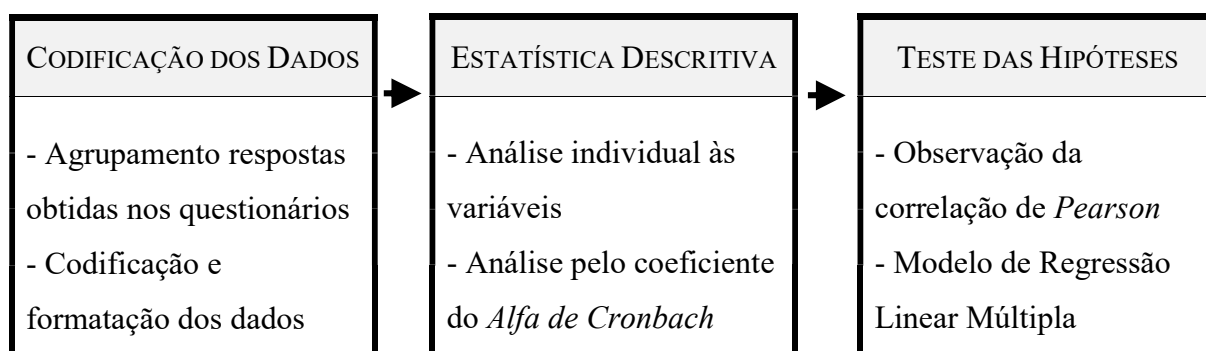 CODIFICAÇÃO DOS DADOS
- Agrupamento respostas
obtidas nos questionários
- Codificação e
formatação dos dados
ESTATÍSTICA DESCRITIVA
- Análise individual às
variáveis
- Análise pelo coeficiente
do Alfa de Cronbach
TESTE DAS HIPÓTESES
- Observação da
correlação de Pearson
- Modelo de Regressão
Linear Múltipla